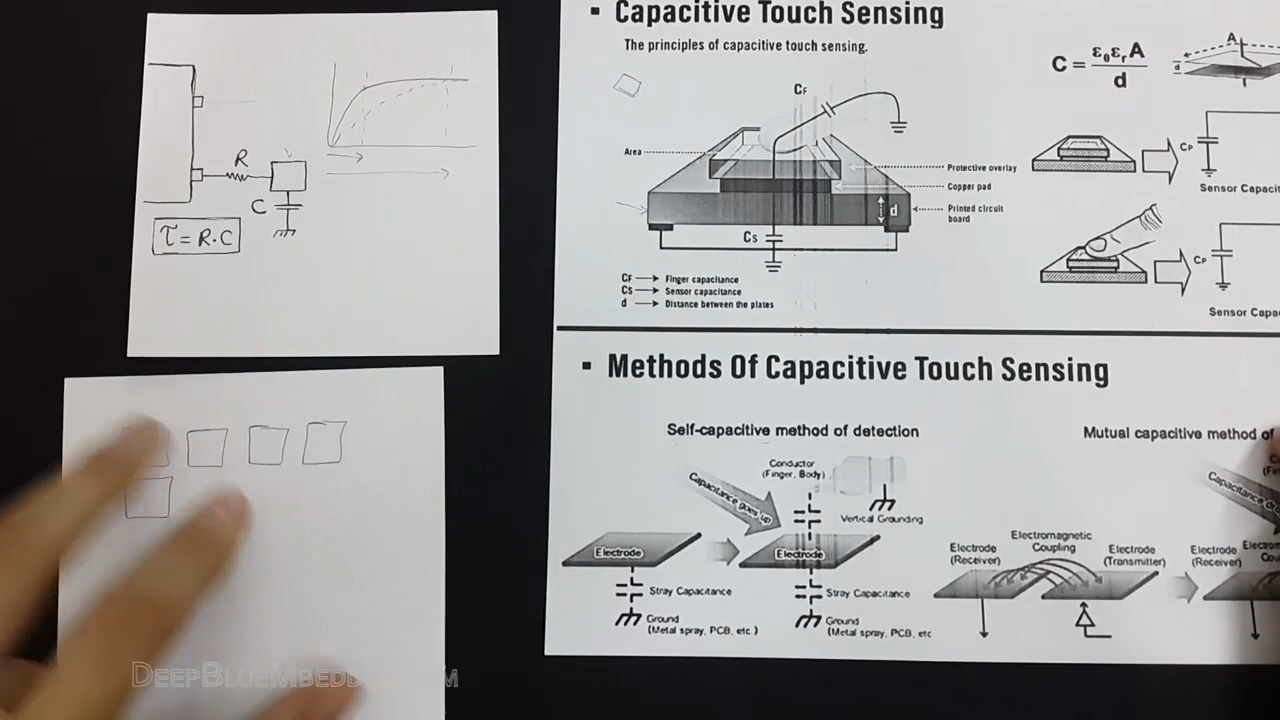 R
C
τ = R.C
▪ Capacitive Touch Sensing
The principles of capacitive touch sensing.
CF
Area
Protective overlay
Copper pad
Printed circuit
board
d
Cs
CF → Finger capacitance
Cs → Sensor capacitance
d → Distance between the plates
C = ε0εrA
d
A
d
CP
Sensor Capacit
CP
Sensor Capa
▪ Methods Of Capacitive Touch Sensing
Self-capacitive method of detection
Conductor
(Finger, Body)
Capacitance goes up
Vertical Grounding
Electrode
Electrode
Stray Capacitance
Stray Capacitance
Ground
(Metal spray, PCB, etc )
Ground
(Metal spray, PCB, etc
Mutual capacitive method of
Capacitance
Electromagnetic
Coupling
Electrode
(Receiver)
Electrode
(Transmitter)
Electrode
(Receiver)
DeepBlueMbedd